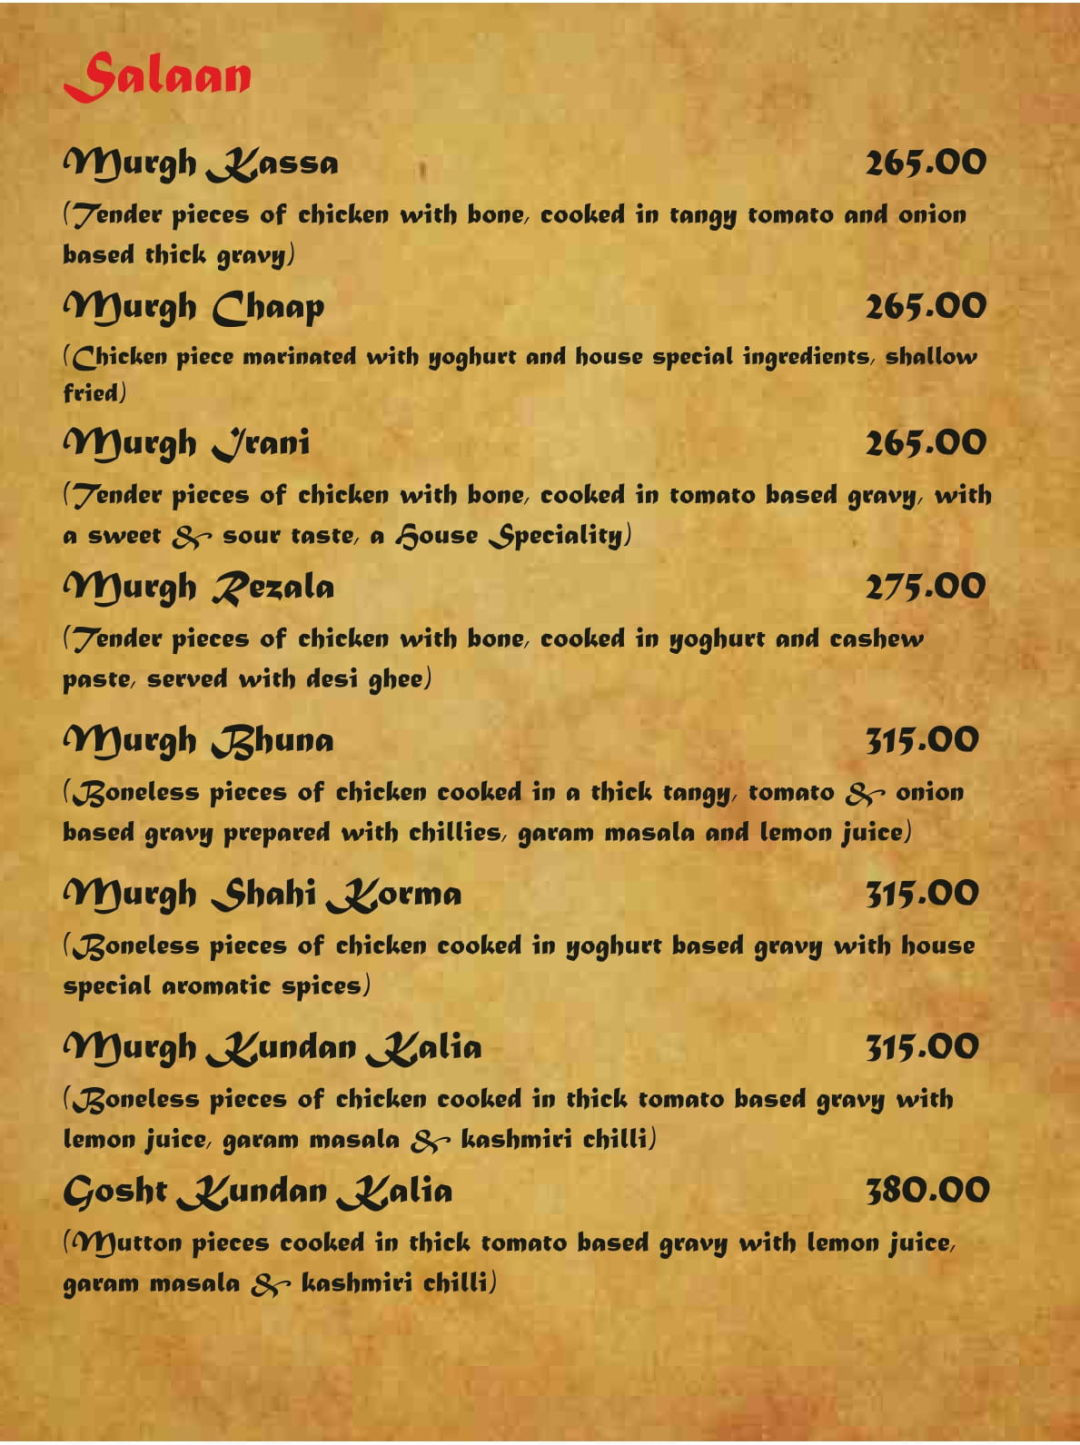 Salaan
Murgh Kassa 265.00
(Tender pieces of chicken with bone, cooked in tangy tomato and onion
based thick gravy)
Murgh Chaap 265.00
(Chicken piece marinated with yoghurt and house special ingredients, shallow
fried)
Murgh Irani 265.00
(Tender pieces of chicken with bone, cooked in tomato based gravy, with
a sweet & sour taste, a House Speciality)
Murgh Rezala 275.00
(Tender pieces of chicken with bone, cooked in yoghurt and cashew
paste, served with desi ghee)
Murgh Bhuna 315.00
(Boneless pieces of chicken cooked in a thick tangy, tomato & onion
based gravy prepared with chillies, garam masala and lemon juice)
Murgh Shahi Korma 315.00
(Boneless pieces of chicken cooked in yoghurt based gravy with house
special aromatic spices)
Murgh Kundan Kalia 315.00
(Boneless pieces of chicken cooked in thick tomato based gravy with
lemon juice, garam masala & kashmiri chilli)
Gosht Kundan Kalia 380.00
(Mutton pieces cooked in thick tomato based gravy with lemon juice,
garam masala & kashmiri chilli)